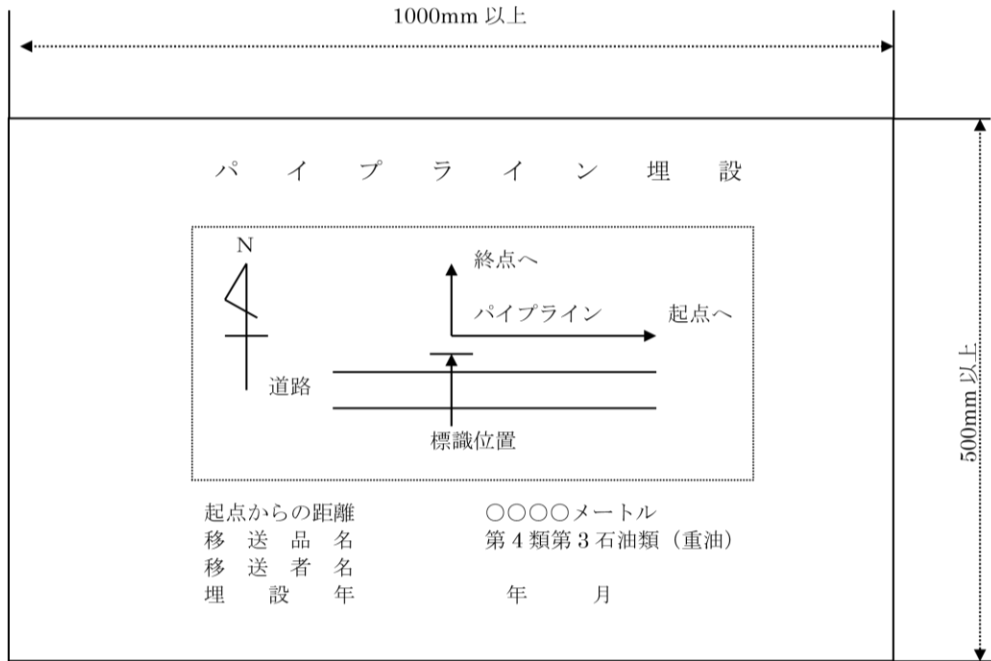 1000mm 以上
パイプライン埋設
N
終点へ
パイプライン 起点へ
道路
標識位置
500mm 以上
起点からの距離 ○○○○メートル
移送品名 第４類第３石油類（重油）
移送者名
埋設年 年 月